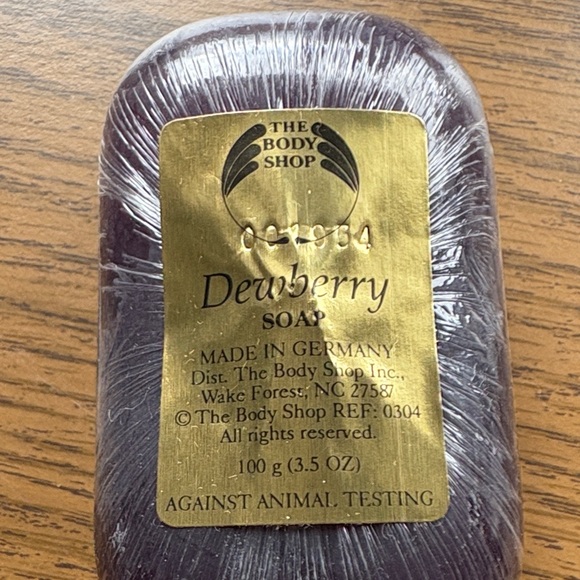 THE
BODY
SHOP
Dewberry
SOAP
MADE IN GERMANY
Dist. The Body Shop Inc.,
Wake Forest, NC 27587
© The Body Shop REF: 0304
All rights reserved.
100 g (3.5 OZ)
AGAINST ANIMAL TESTING